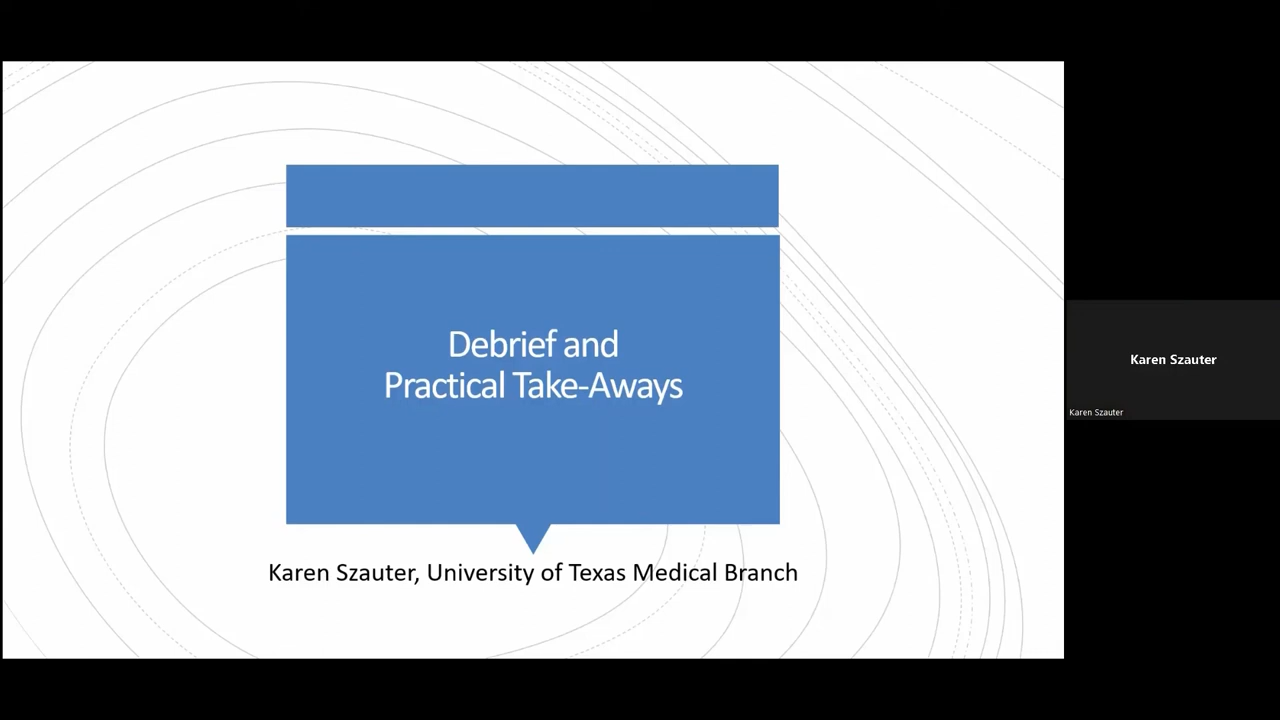 Debrief and
Practical Take-Aways
Karen Szauter, University of Texas Medical Branch
Karen Szauter
Karen Szauter